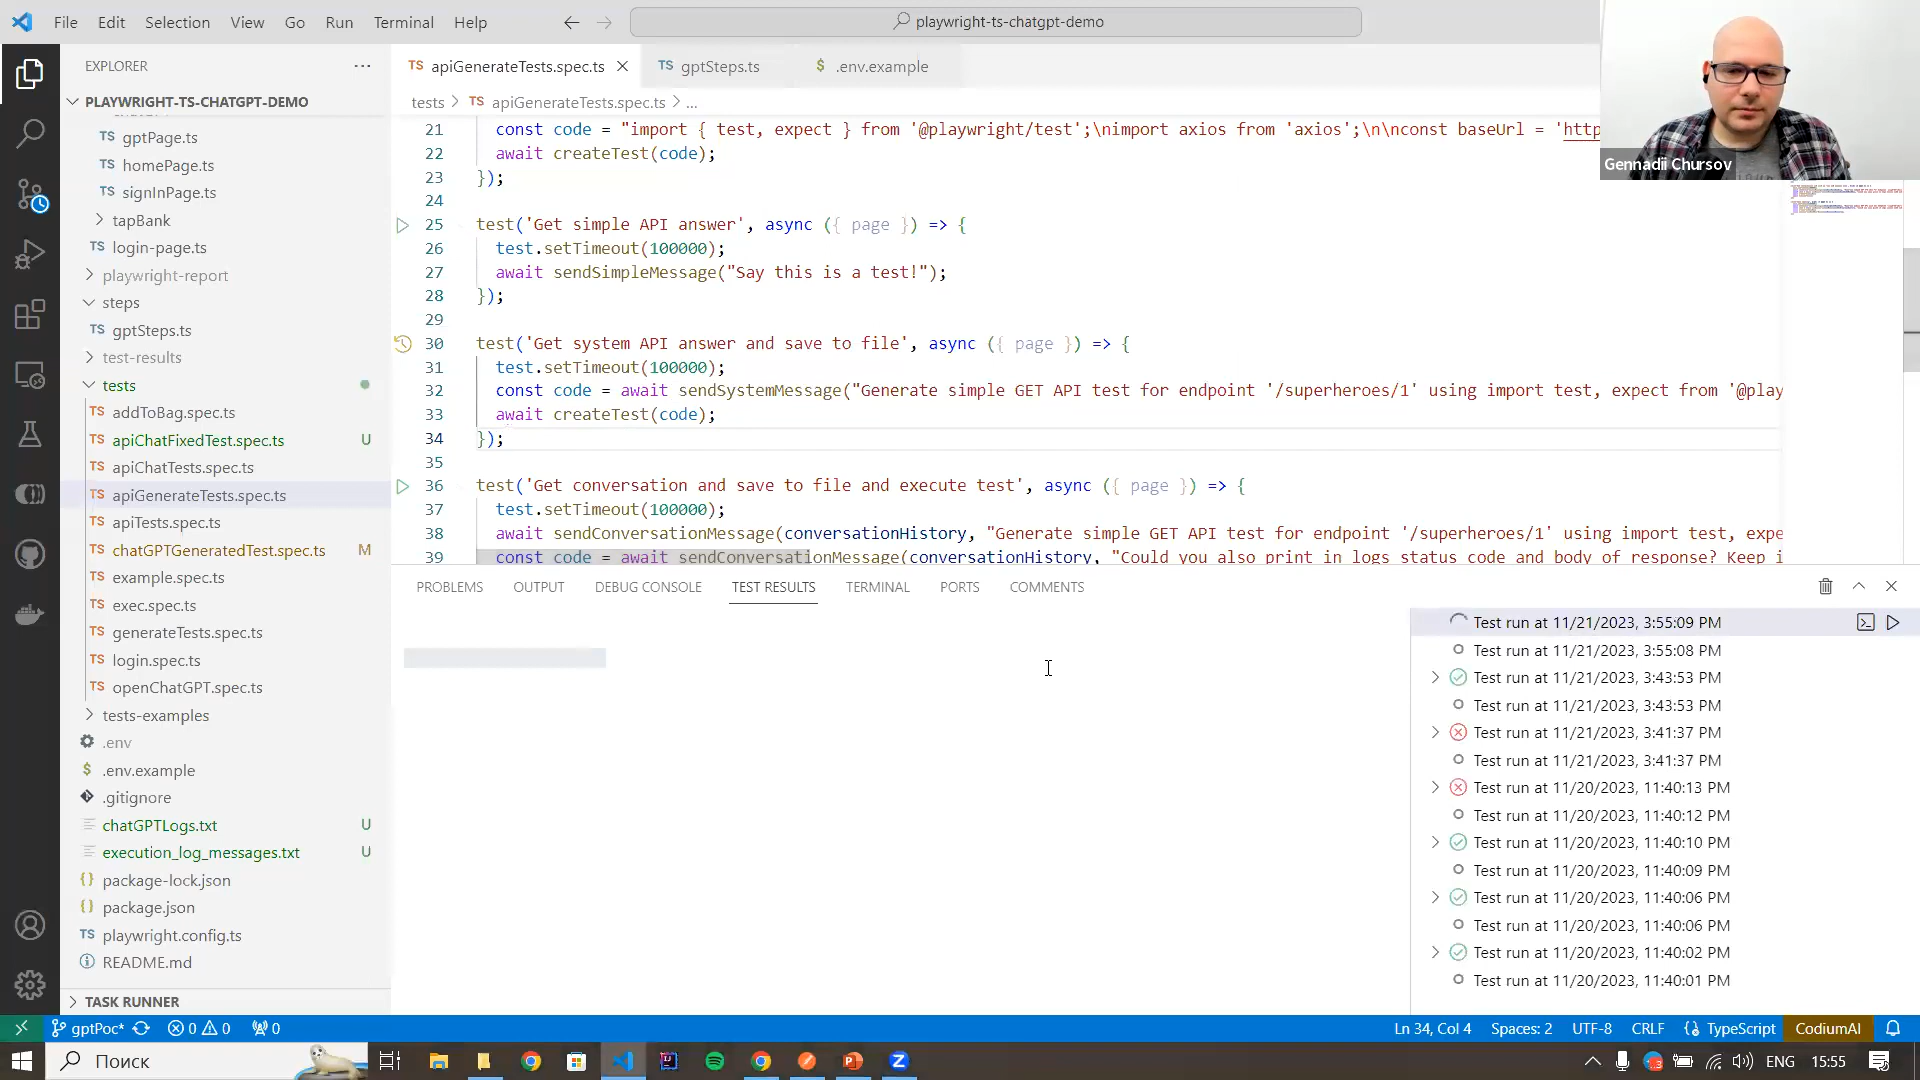 File Edit Selection View Go Run Terminal Help
playwright-ts-chatgpt-demo
EXPLORER
PLAYWRIGHT-TS-CHATGPT-DEMO
TS gptPage.ts
TS homePage.ts
TS signInPage.ts
tapBank
TS login-page.ts
playwright-report
steps
TS gptSteps.ts
test-results
tests
TS addToBag.spec.ts
TS apiChatFixedTest.spec.ts U
TS apiChatTests.spec.ts
TS apiGenerateTests.spec.ts
TS apiTests.spec.ts
TS chatGPTGeneratedTest.spec.ts M
TS example.spec.ts
TS exec.spec.ts
TS generateTests.spec.ts
TS login.spec.ts
TS openChatGPT.spec.ts
tests-examples
.env
$ .env.example
.gitignore
chatGPTLogs.txt U
execution_log_messages.txt U
{} package-lock.json
{} package.json
TS playwright.config.ts
README.md
TASK RUNNER
TS apiGenerateTests.spec.ts TS gptSteps.ts $ .env.example
tests > TS apiGenerateTests.spec.ts > ...
21 const code = "import { test, expect } from '@playwright/test';\nimport axios from 'axios';\n\nconst baseUrl = 'http
22 await createTest(code);
23 });
24
25 test('Get simple API answer', async ({ page }) => {
26 test.setTimeout(100000);
27 await sendSimpleMessage("Say this is a test!");
28 });
29
30 test('Get system API answer and save to file', async ({ page }) => {
31 test.setTimeout(100000);
32 const code = await sendSystemMessage("Generate simple GET API test for endpoint '/superheroes/1' using import test, expect from '@play
33 await createTest(code);
34 });
35
36 test('Get conversation and save to file and execute test', async ({ page }) => {
37 test.setTimeout(100000);
38 await sendConversationMessage(conversationHistory, "Generate simple GET API test for endpoint '/superheroes/1' using import test, expe
39 const code = await sendConversationMessage(conversationHistory, "Could you also print in logs status code and body of response? Keep i
Gennadii Chursov
PROBLEMS OUTPUT DEBUG CONSOLE TEST RESULTS TERMINAL PORTS COMMENTS
Test run at 11/21/2023, 3:55:09 PM
Test run at 11/21/2023, 3:55:08 PM
Test run at 11/21/2023, 3:43:53 PM
Test run at 11/21/2023, 3:43:53 PM
Test run at 11/21/2023, 3:41:37 PM
Test run at 11/21/2023, 3:41:37 PM
Test run at 11/20/2023, 11:40:13 PM
Test run at 11/20/2023, 11:40:12 PM
Test run at 11/20/2023, 11:40:10 PM
Test run at 11/20/2023, 11:40:09 PM
Test run at 11/20/2023, 11:40:06 PM
Test run at 11/20/2023, 11:40:06 PM
Test run at 11/20/2023, 11:40:02 PM
Test run at 11/20/2023, 11:40:01 PM
gptPoc* 0 0 0 Ln 34, Col 4 Spaces: 2 UTF-8 CRLF {} TypeScript CodiumAI
Поиск ENG 15:55